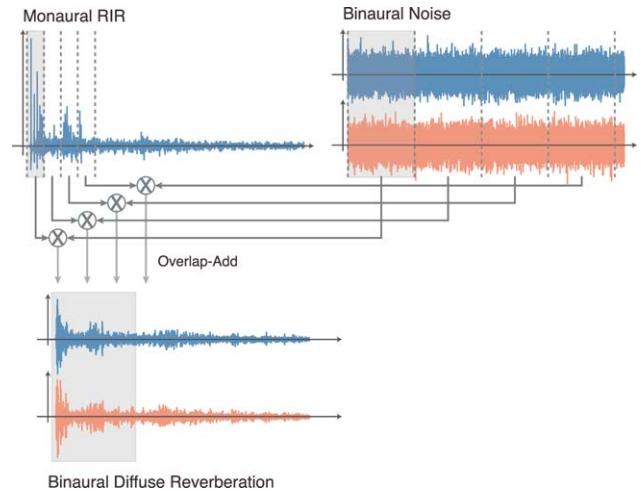 Monaural RIR
Binaural Noise
Overlap-Add
Binaural Diffuse Reverberation